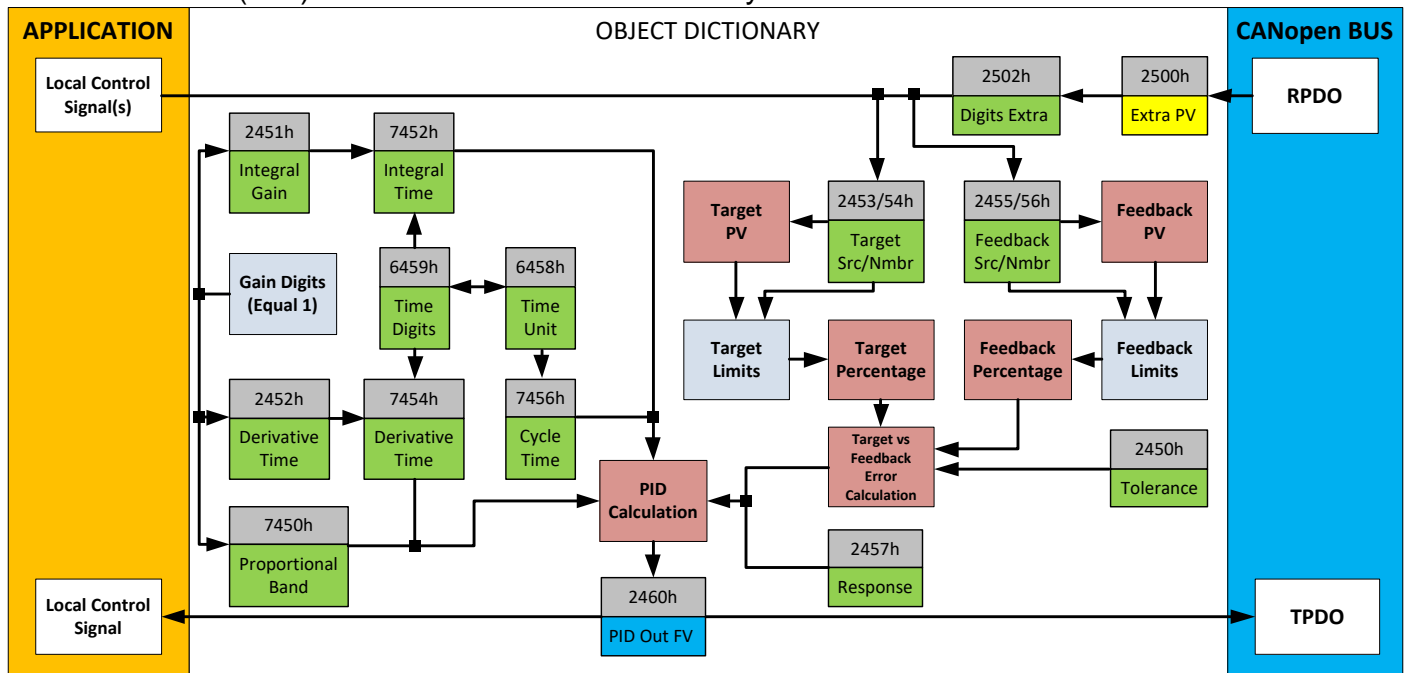 APPLICATION
OBJECT DICTIONARY
CANopen BUS
Local Control
Signal(s)
2502h
Digits Extra
2500h
Extra PV
RPDO
2451h
Integral
Gain
7452h
Integral
Time
Target
PV
2453/54h
Target
Src/Nmbr
2455/56h
Feedback
Src/Nmbr
Feedback
PV
Gain Digits
(Equal 1)
6459h
Time
Digits
6458h
Time
Unit
Target
Limits
Target
Percentage
Feedback
Percentage
Feedback
Limits
2452h
Derivative
Time
7454h
Derivative
Time
7456h
Cycle
Time
PID
Calculation
Target vs
Feedback
Error
Calculation
2450h
Tolerance
7450h
Proportional
Band
2457h
Response
Local Control
Signal
2460h
PID Out FV
TPDO